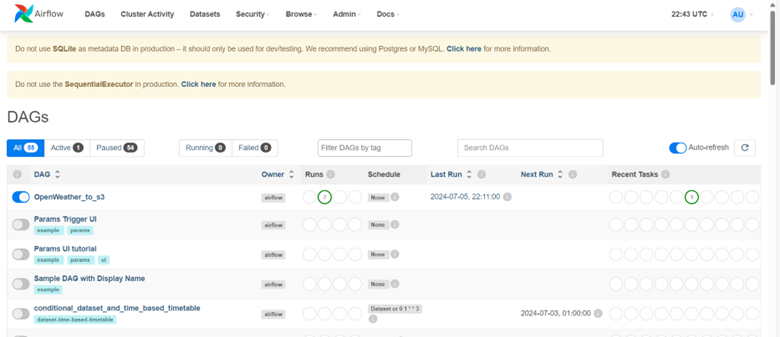 Airflow DAGs Cluster Activity Datasets Security Browse Admin Docs 22:43 UTC AU
Do not use SQLite as metadata DB in production – it should only be used for dev/testing. We recommend using Postgres or MySQL. Click here for more information.
Do not use the SequentialExecutor in production. Click here for more information.
DAGs
All 55 Active 1 Paused 54 Running 0 Failed 0 Filter DAGs by tag Search DAGs Auto-refresh
DAG Owner Runs Schedule Last Run Next Run Recent Tasks
OpenWeather_to_s3 airflow None 2024-07-05, 22:11:00
Params Trigger UI airflow None
example params
Params UI tutorial airflow None
example params ui
Sample DAG with Display Name airflow None
example
conditional_dataset_and_time_based_timetable airflow Dataset or 0 1 * * 3 2024-07-03, 01:00:00
dataset-time-based-timetable